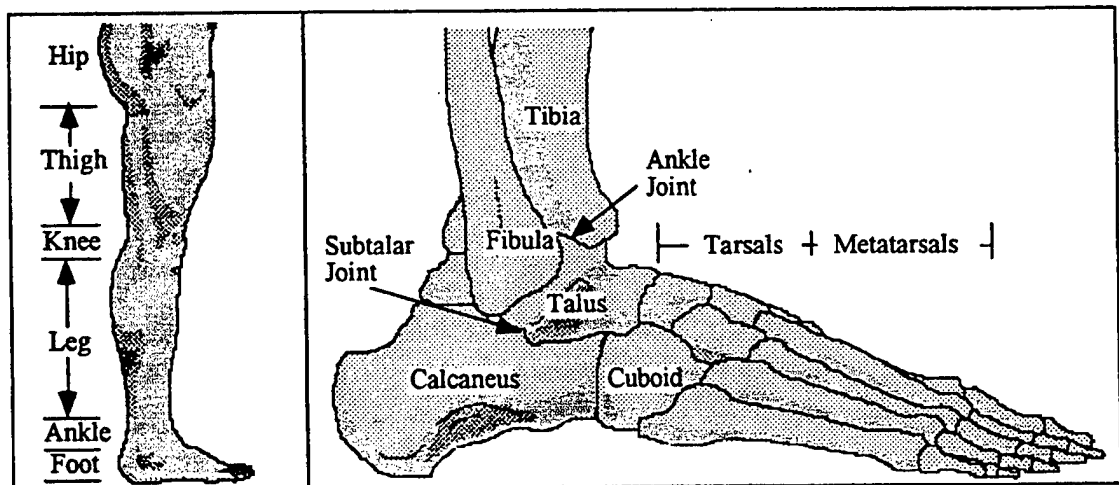 Hip
Thigh
Knee
Leg
Ankle
Foot
Tibia
Ankle
Joint
Fibula
Subtalar
Joint
Tarsals
Metatarsals
Talus
Calcaneus
Cuboid